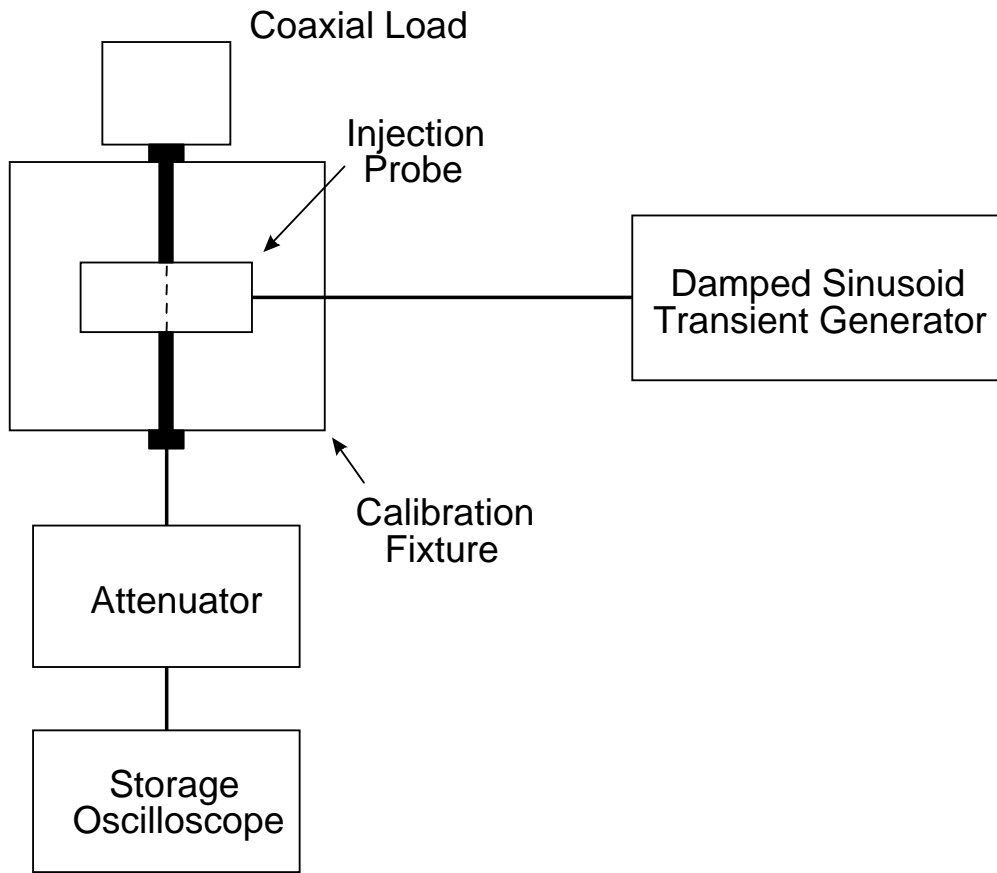 Coaxial Load
Injection
Probe
Damped Sinusoid
Transient Generator
Calibration
Fixture
Attenuator
Storage
Oscilloscope